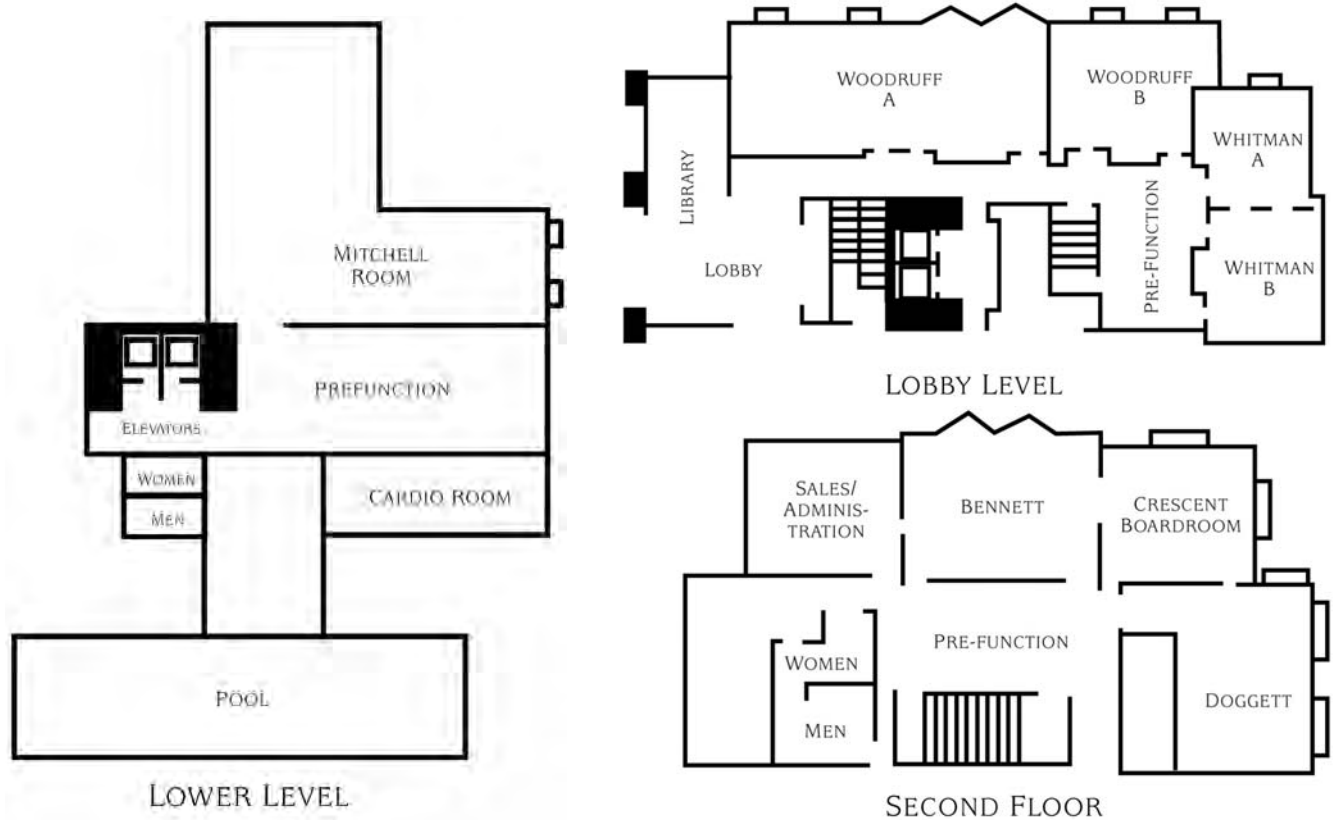 MITCHELL
ROOM
PREFUNCTION
ELEVATORS
WOMEN
MEN
CARDIO ROOM
POOL
LOWER LEVEL
WOODRUFF
A
WOODRUFF
B
WHITMAN
A
LIBRARY
LOBBY
PRE-FUNCTION
WHITMAN
B
LOBBY LEVEL
SALES/
ADMINIS-
TRATION
BENNETT
CRESCENT
BOARDROOM
WOMEN
PRE-FUNCTION
MEN
DOGGETT
SECOND FLOOR